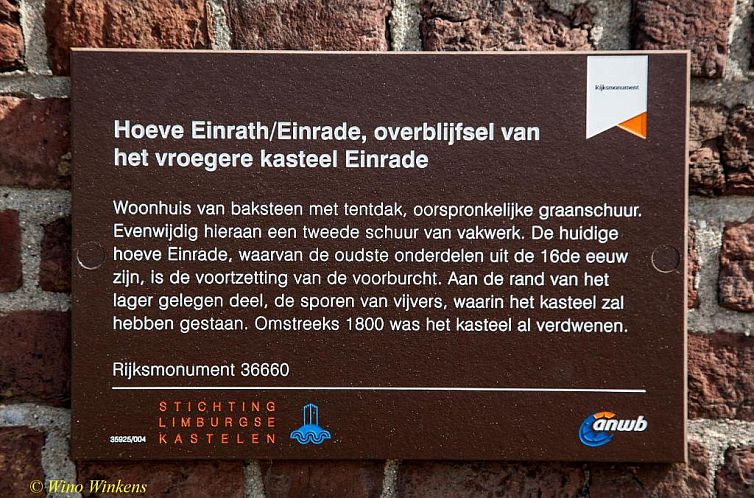 Rijksmonument
Hoeve Einrath/Einrade, overblijfsel van
het vroegere kasteel Einrade
Woonhuis van baksteen met tentdak, oorspronkelijke graanschuur.
Evenwijdig hieraan een tweede schuur van vakwerk. De huidige
hoeve Einrade, waarvan de oudste onderdelen uit de 16de eeuw
zijn, is de voortzetting van de voorburcht. Aan de rand van het
lager gelegen deel, de sporen van vijvers, waarin het kasteel zal
hebben gestaan. Omstreeks 1800 was het kasteel al verdwenen.
Rijksmonument 36660
35925/004
STICHTING
LIMBURGSE
KASTELEN
anwb
© Wino Winkens